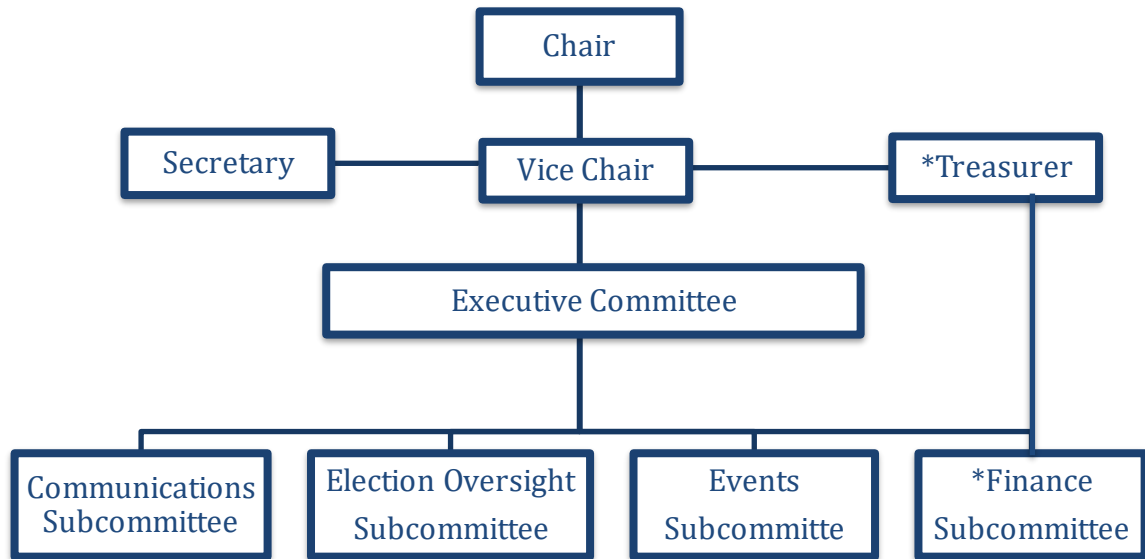 Chair
Secretary
Vice Chair
*Treasurer
Executive Committee
Communications
Subcommittee
Election Oversight
Subcommittee
Events
Subcommitte
*Finance
Subcommittee